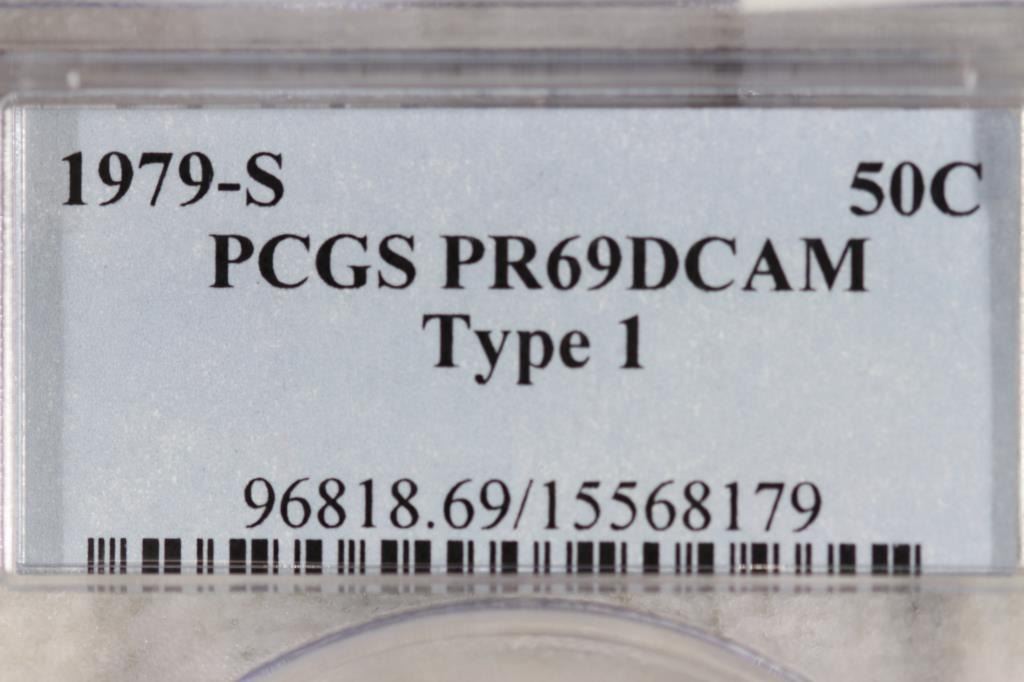 1979-S 50C
PCGS PR69DCAM
Type 1
96818.69/15568179